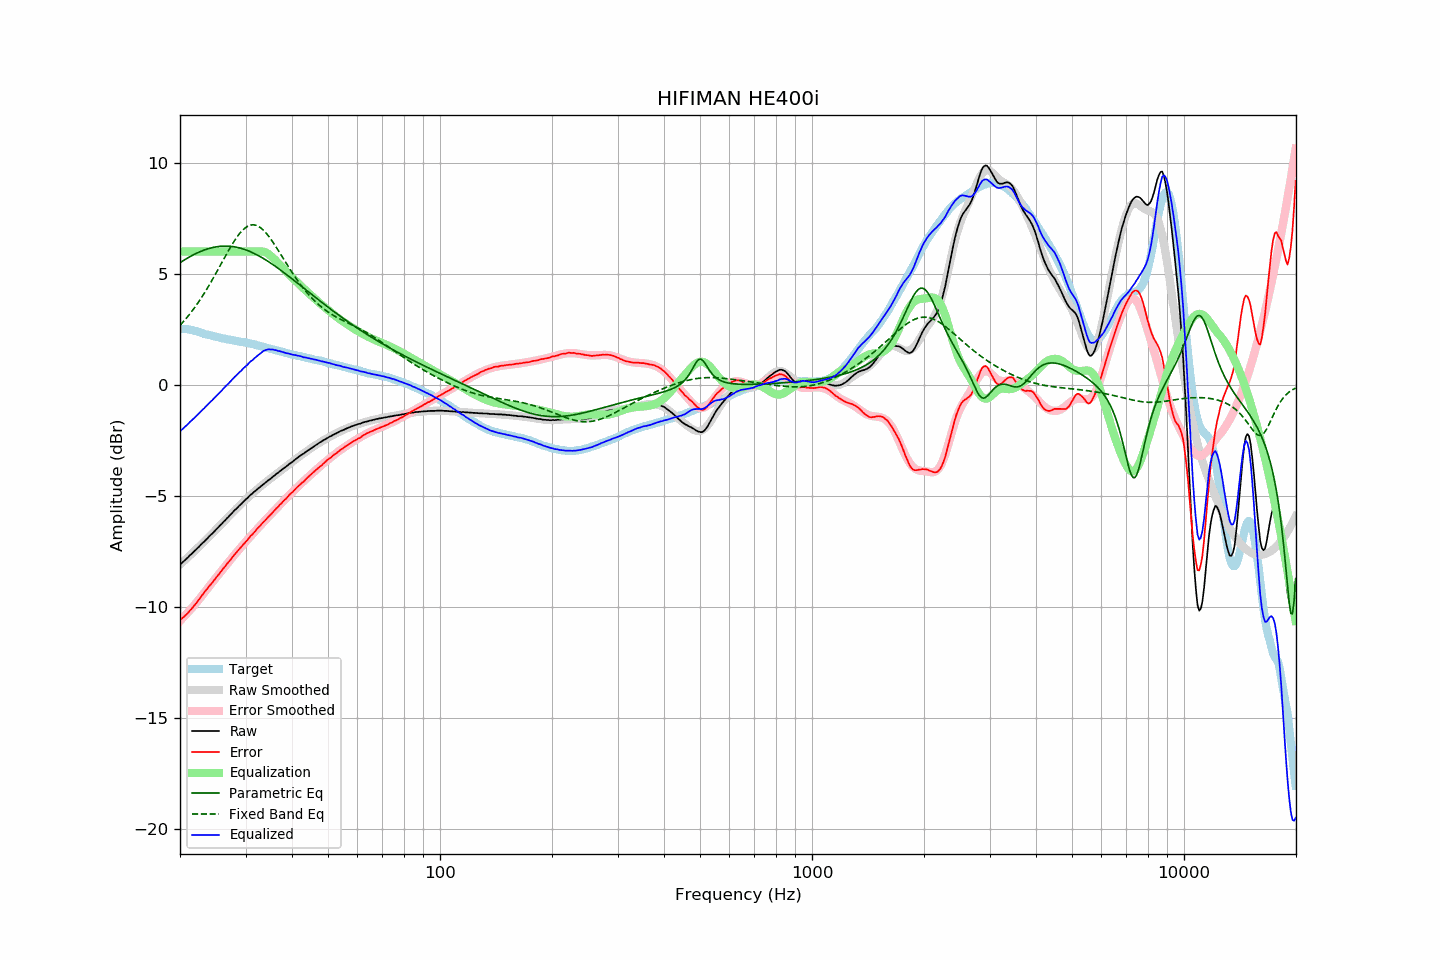 HIFIMAN HE400i
10
5
0
−5
−10
−15
−20
Amplitude (dBr)
Target
Raw Smoothed
Error Smoothed
Raw
Error
Equalization
Parametric Eq
Fixed Band Eq
Equalized
100
1000
10000
Frequency (Hz)